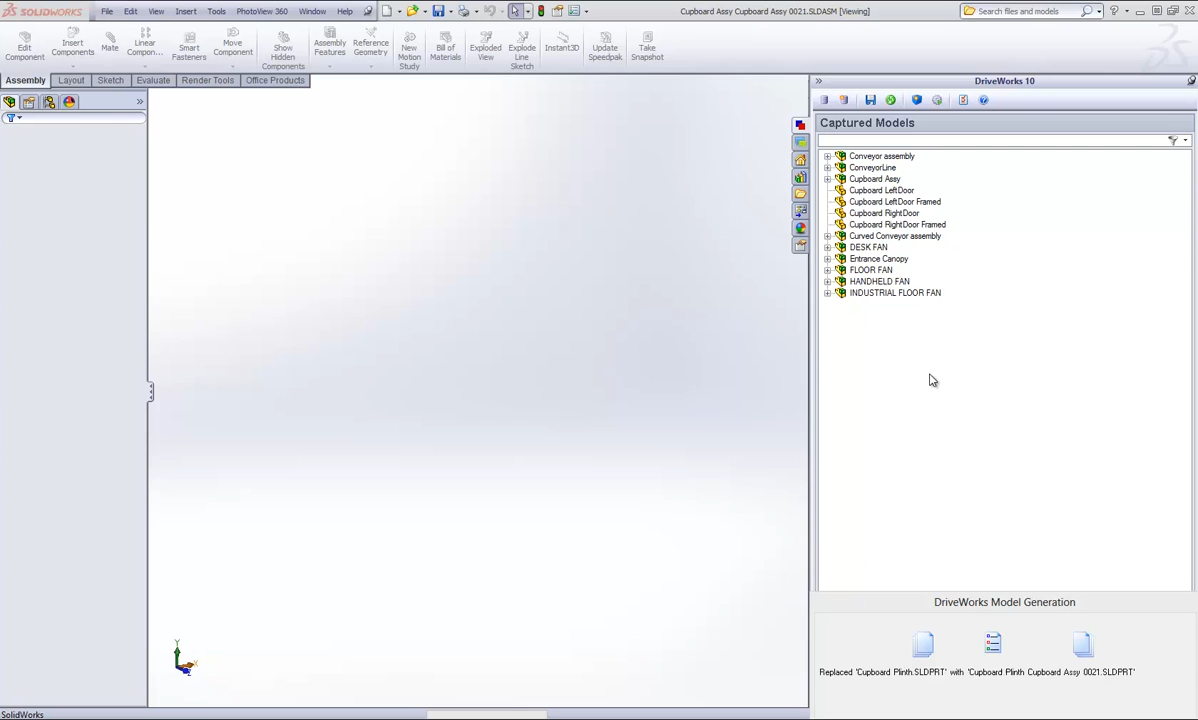 SOLIDWORKS File Edit View Insert Tools PhotoView 360 Window Help Cupboard Assy Cupboard Assy 0021.SLDASM [Viewing] Search files and models
Edit Component
Insert Components
Mate
Linear Compon...
Smart Fasteners
Move Component
Show Hidden Components
Assembly Features
Reference Geometry
New Motion Study
Bill of Materials
Exploded View
Explode Line Sketch
Instant3D
Update Speedpak
Take Snapshot
Assembly Layout Sketch Evaluate Render Tools Office Products
DriveWorks 10
Captured Models
Conveyor assembly
ConveyorLine
Cupboard Assy
Cupboard LeftDoor
Cupboard LeftDoor Framed
Cupboard RightDoor
Cupboard RightDoor Framed
Curved Conveyor assembly
DESK FAN
Entrance Canopy
FLOOR FAN
HANDHELD FAN
INDUSTRIAL FLOOR FAN
DriveWorks Model Generation
Replaced 'Cupboard Plinth.SLDPRT' with 'Cupboard Plinth Cupboard Assy 0021.SLDPRT'
Y
X
Z
SolidWorks